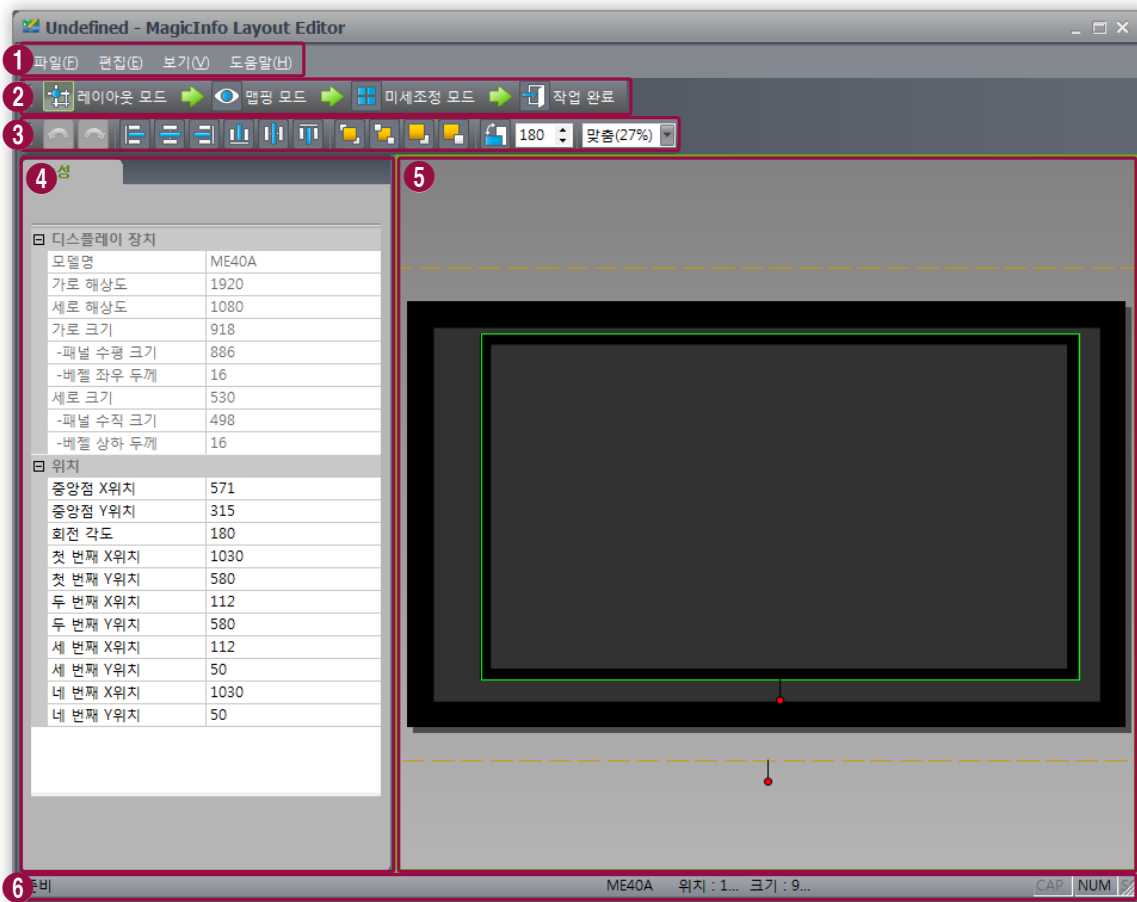 Undefined - MagicInfo Layout Editor
1 파일(F) 편집(E) 보기(V) 도움말(H)
2 레이아웃 모드 맵핑 모드 미세조정 모드 작업 완료
3 180 맞춤(27%)
4 성
5
디스플레이 장치
모델명 ME40A
가로 해상도 1920
세로 해상도 1080
가로 크기 918
-패널 수평 크기 886
-베젤 좌우 두께 16
세로 크기 530
-패널 수직 크기 498
-베젤 상하 두께 16
위치
중앙점 X위치 571
중앙점 Y위치 315
회전 각도 180
첫 번째 X위치 1030
첫 번째 Y위치 580
두 번째 X위치 112
두 번째 Y위치 580
세 번째 X위치 112
세 번째 Y위치 50
네 번째 X위치 1030
네 번째 Y위치 50
6 비 ME40A 위치 : 1... 크기 : 9... CAP NUM